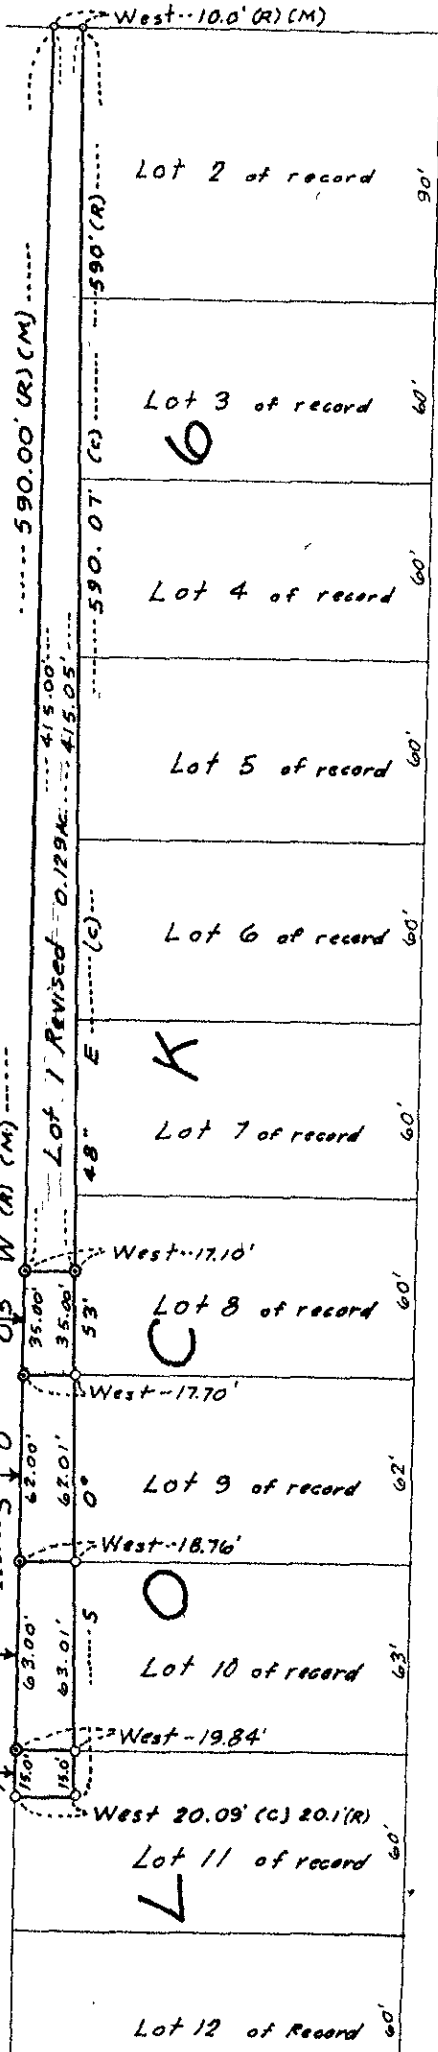 West--10.0' (R) (M)
Lot 2 of record
90'
590.00' (R) (M)
590' (R)
Lot 3 of record
60'
6
590.07' (C)
Lot 4 of record
60'
415.00'
415.05'
Lot 5 of record
60'
Lot 1 Revised 0.129Ac.
Lot 6 of record
60'
K
Lot 7 of record
60'
S 0° 53' 48" E (C)
W (R) (M)
West--17.10'
35.00'
35.00'
Lot 8 of record
60'
C
West-17.70'
62.00'
62.01'
Lot 9 of record
62'
West--18.76'
O
63.00'
63.01'
Lot 10 of record
63'
West-19.84'
15.0'
15.0'
West 20.09' (C) 20.1'(R)
Lot 11 of record
60'
L
Lot 12 of Record
60'